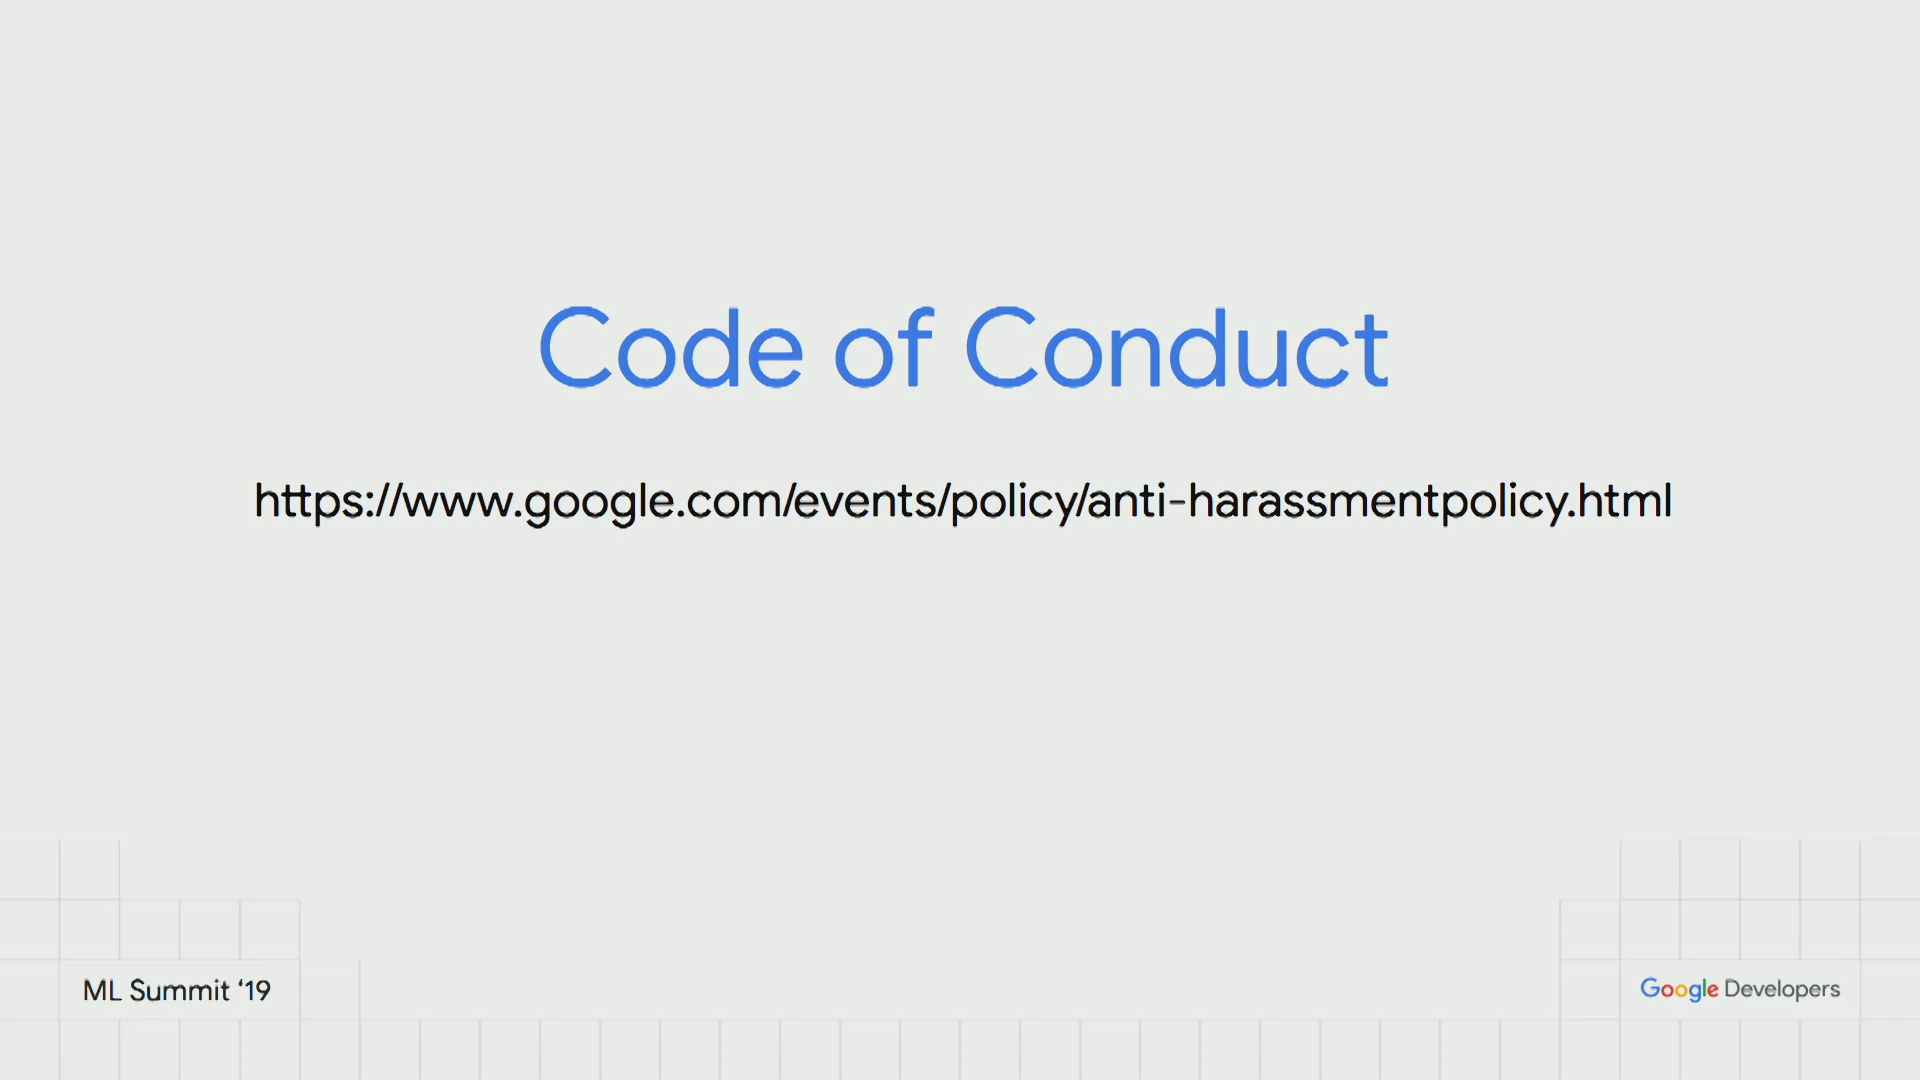 Code of Conduct
https://www.google.com/events/policy/anti-harassmentpolicy.html
ML Summit ‘19
Google Developers